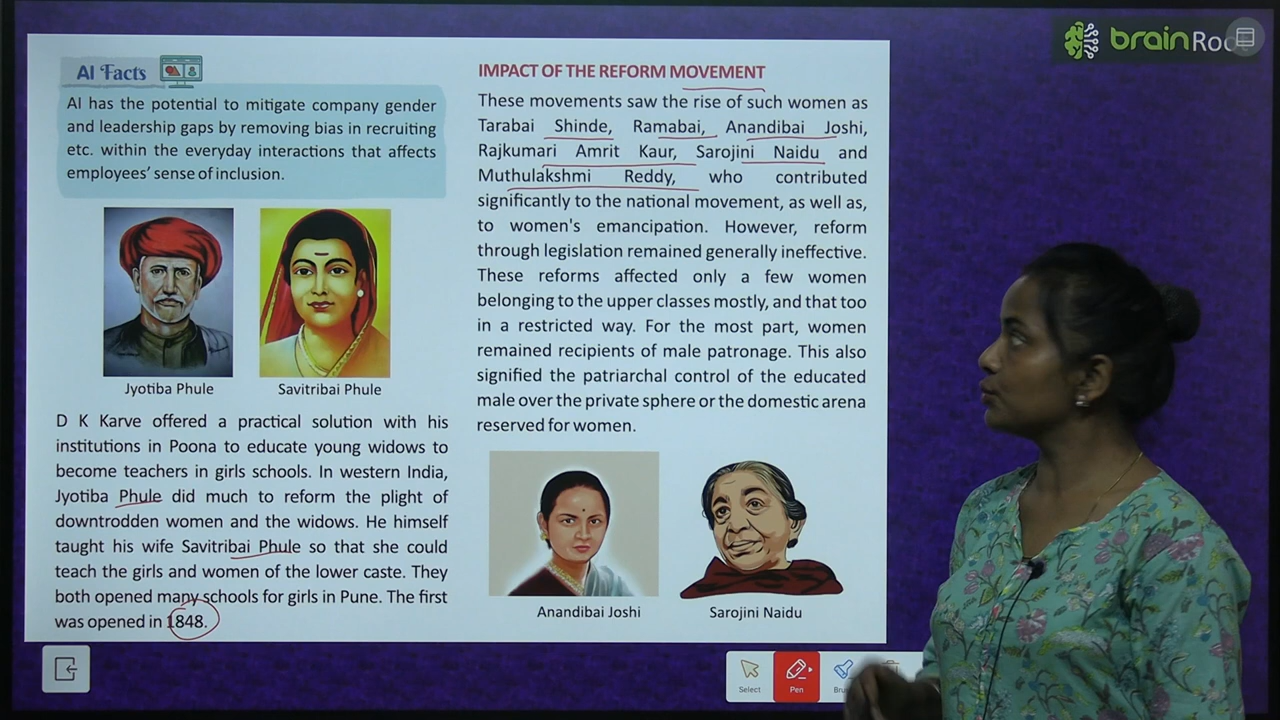 brainRoo
AI Facts
AI has the potential to mitigate company gender
and leadership gaps by removing bias in recruiting
etc. within the everyday interactions that affects
employees' sense of inclusion.
Jyotiba Phule
Savitribai Phule
D K Karve offered a practical solution with his
institutions in Poona to educate young widows to
become teachers in girls schools. In western India,
Jyotiba Phule did much to reform the plight of
downtrodden women and the widows. He himself
taught his wife Savitribai Phule so that she could
teach the girls and women of the lower caste. They
both opened many schools for girls in Pune. The first
was opened in 1848.
IMPACT OF THE REFORM MOVEMENT
These movements saw the rise of such women as
Tarabai Shinde, Ramabai, Anandibai Joshi,
Rajkumari Amrit Kaur, Sarojini Naidu and
Muthulakshmi Reddy, who contributed
significantly to the national movement, as well as,
to women's emancipation. However, reform
through legislation remained generally ineffective.
These reforms affected only a few women
belonging to the upper classes mostly, and that too
in a restricted way. For the most part, women
remained recipients of male patronage. This also
signified the patriarchal control of the educated
male over the private sphere or the domestic arena
reserved for women.
Anandibai Joshi
Sarojini Naidu
Select
Pen